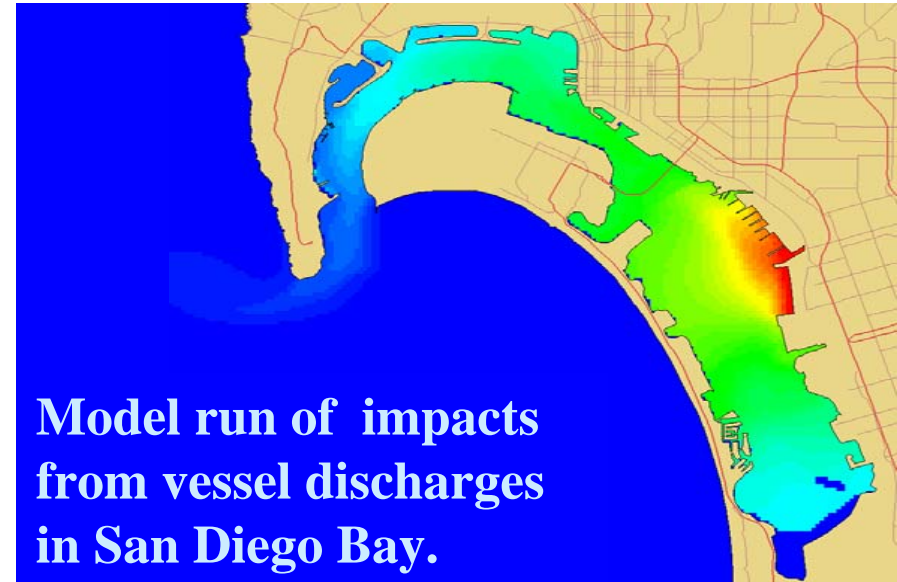 Model run of impacts
from vessel discharges
in San Diego Bay.